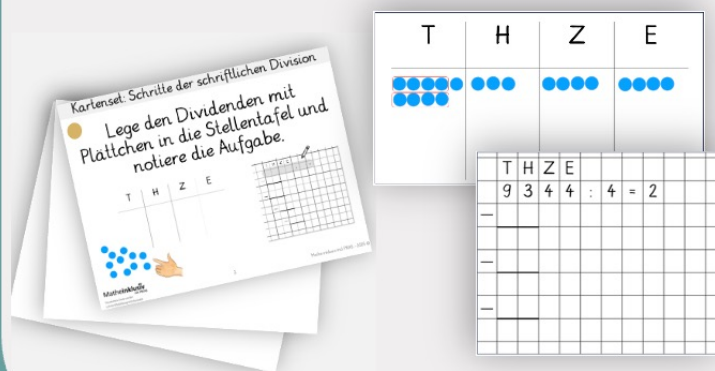 Kartenset: Schritte der schriftlichen Division
Lege den Dividenden mit
Plättchen in die Stellentafel und
notiere die Aufgabe.
T H Z E
Matheinklusiv
T H Z E
T H Z E
9 3 4 4 : 4 = 2